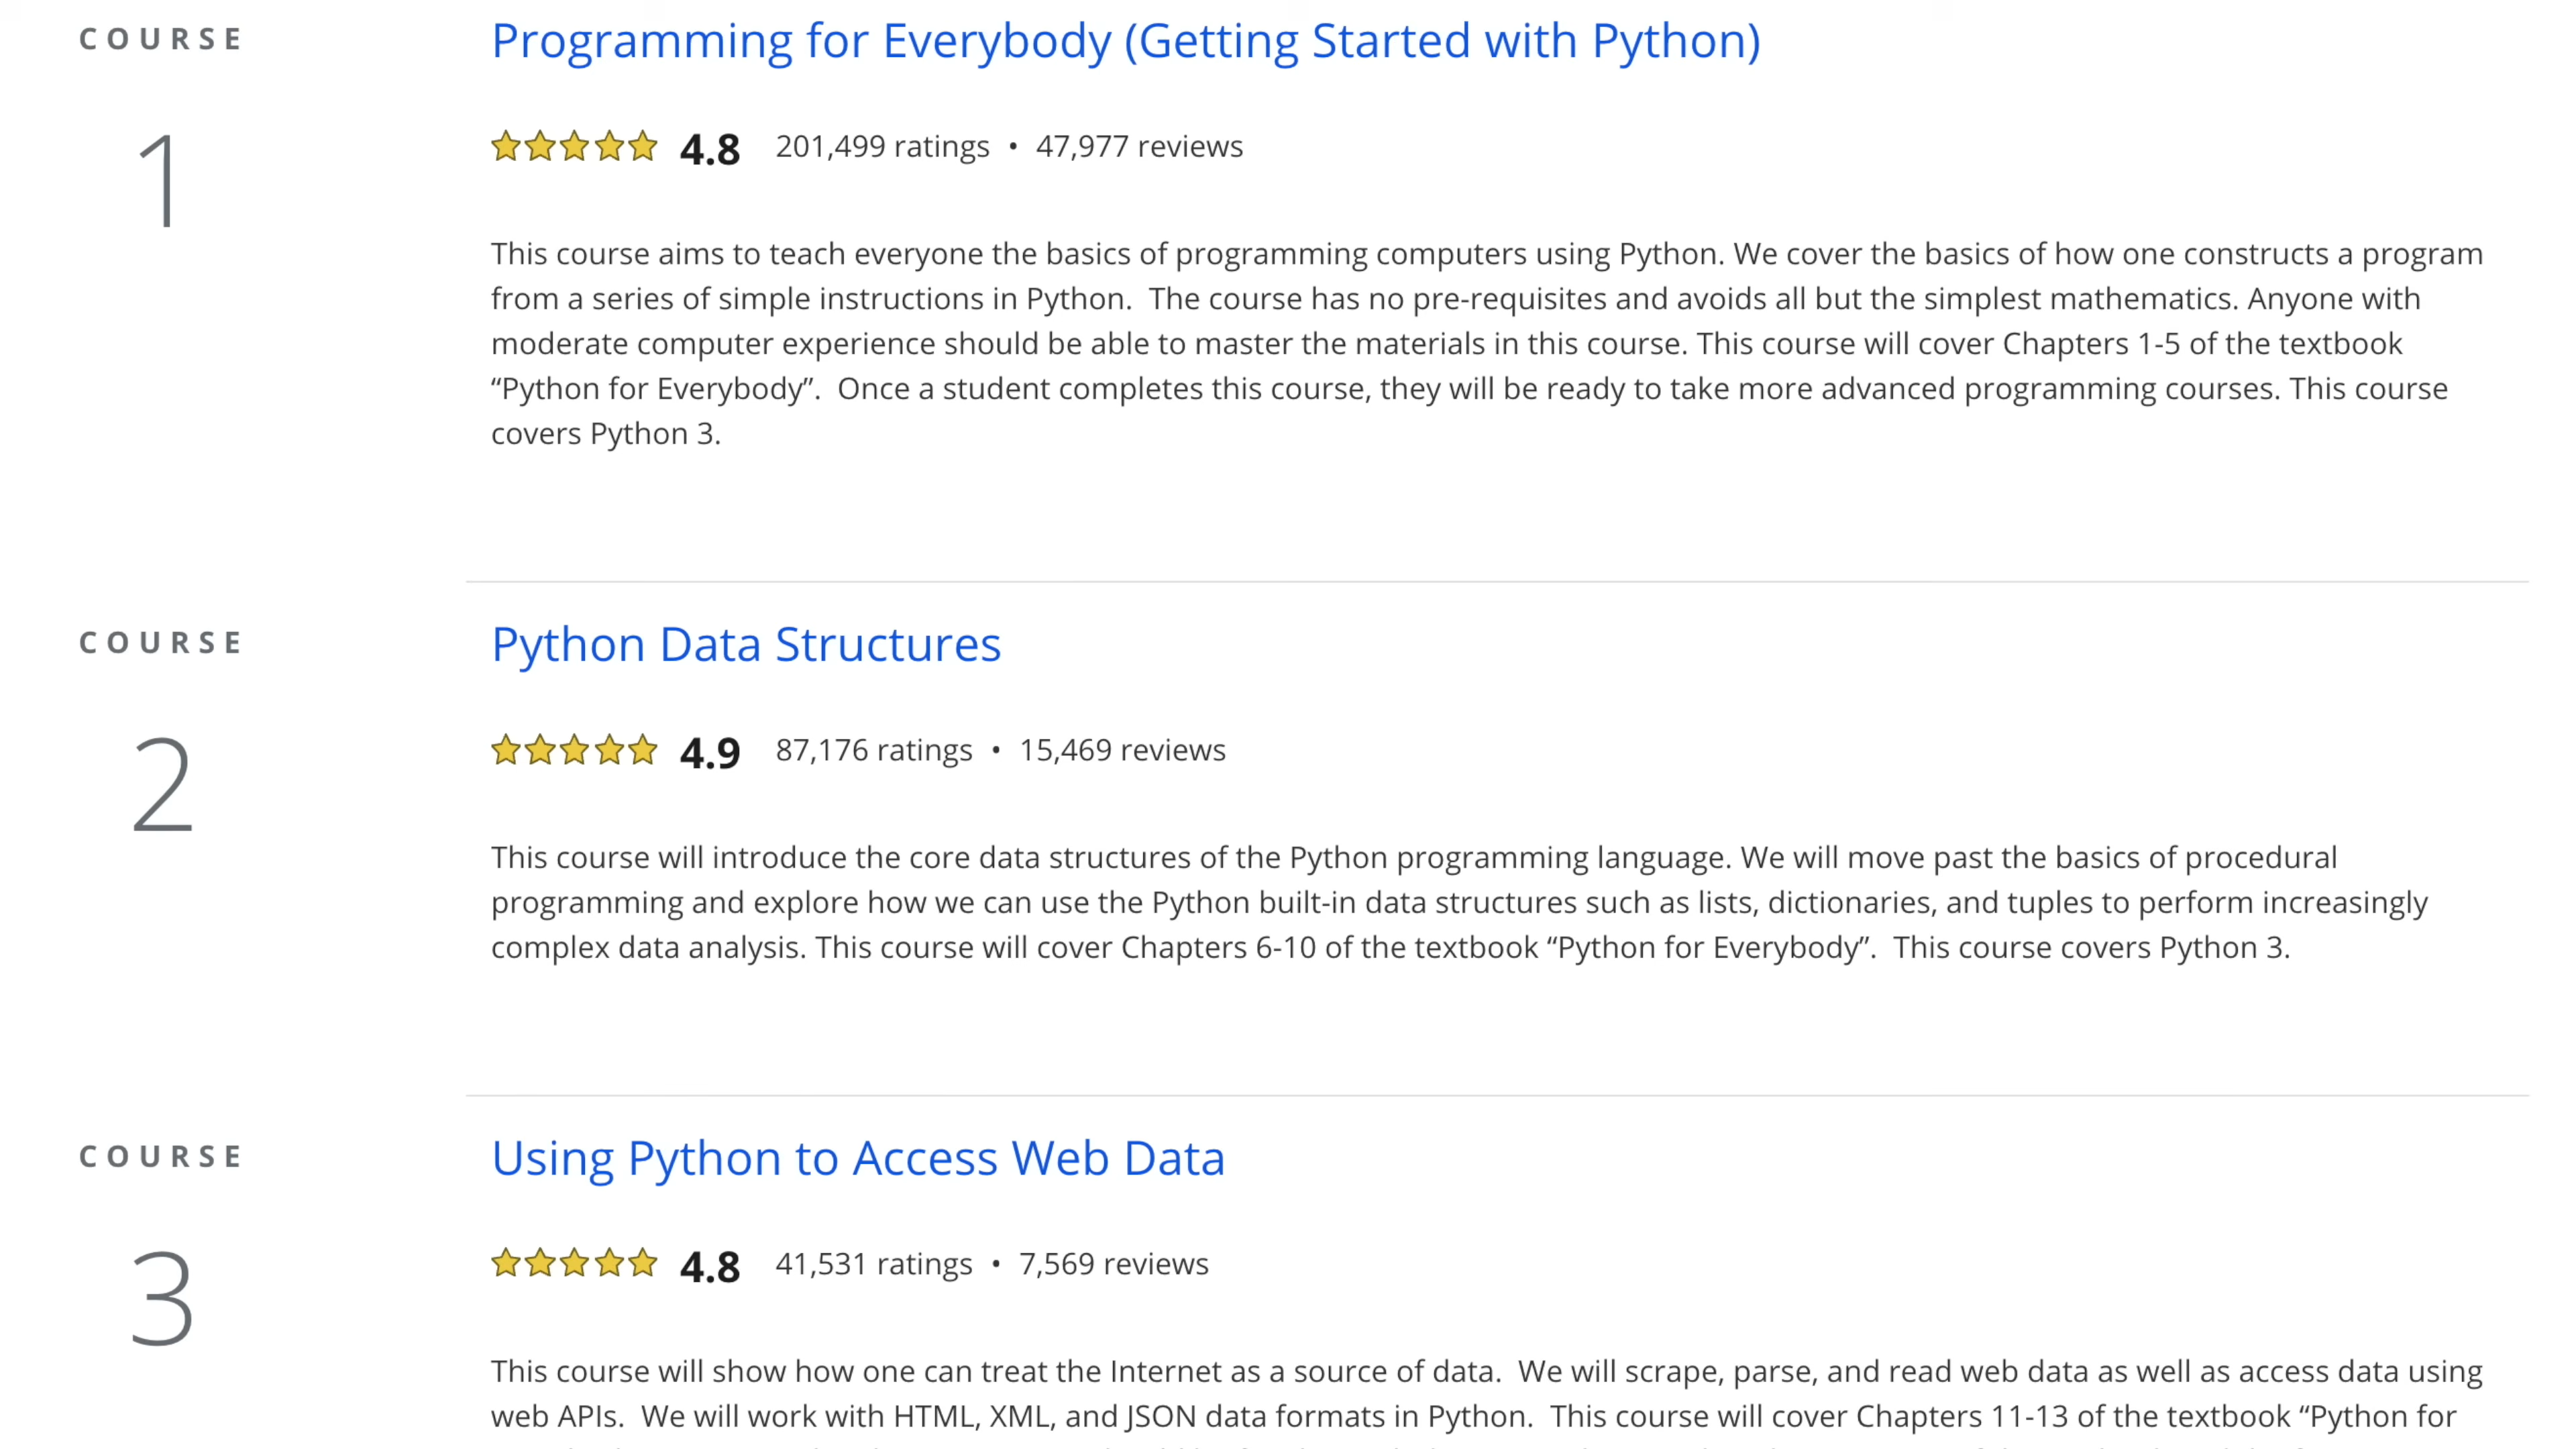 COURSE
1
Programming for Everybody (Getting Started with Python)
4.8 201,499 ratings • 47,977 reviews
This course aims to teach everyone the basics of programming computers using Python. We cover the basics of how one constructs a program
from a series of simple instructions in Python.  The course has no pre-requisites and avoids all but the simplest mathematics. Anyone with
moderate computer experience should be able to master the materials in this course. This course will cover Chapters 1-5 of the textbook
“Python for Everybody”.  Once a student completes this course, they will be ready to take more advanced programming courses. This course
covers Python 3.
COURSE
2
Python Data Structures
4.9 87,176 ratings • 15,469 reviews
This course will introduce the core data structures of the Python programming language. We will move past the basics of procedural
programming and explore how we can use the Python built-in data structures such as lists, dictionaries, and tuples to perform increasingly
complex data analysis. This course will cover Chapters 6-10 of the textbook “Python for Everybody”.  This course covers Python 3.
COURSE
3
Using Python to Access Web Data
4.8 41,531 ratings • 7,569 reviews
This course will show how one can treat the Internet as a source of data.  We will scrape, parse, and read web data as well as access data using
web APIs.  We will work with HTML, XML, and JSON data formats in Python.  This course will cover Chapters 11-13 of the textbook “Python for